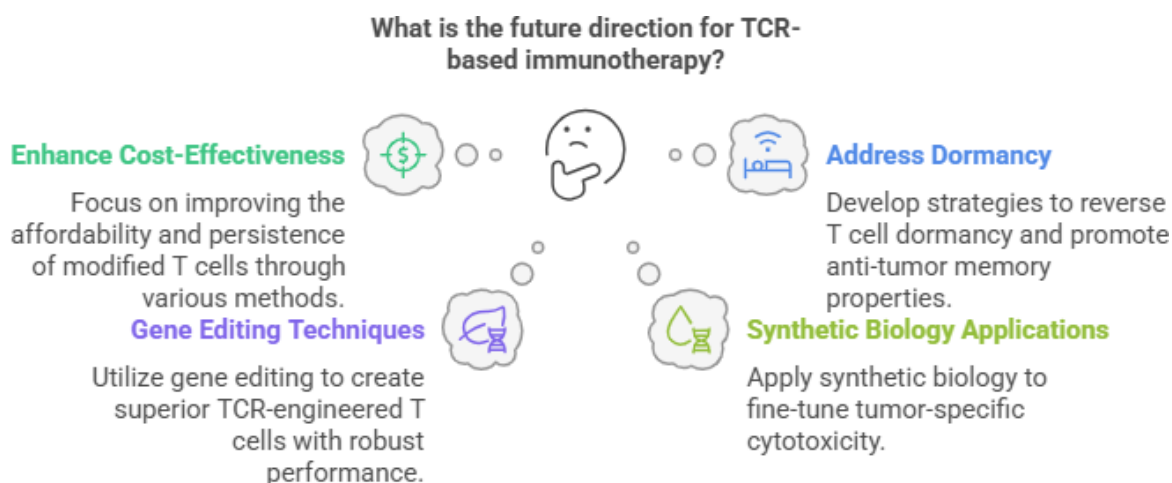 What is the future direction for TCR-
based immunotherapy?
Enhance Cost-Effectiveness
Focus on improving the
affordability and persistence
of modified T cells through
various methods.
Address Dormancy
Develop strategies to reverse
T cell dormancy and promote
anti-tumor memory
properties.
Gene Editing Techniques
Utilize gene editing to create
superior TCR-engineered T
cells with robust
performance.
Synthetic Biology Applications
Apply synthetic biology to
fine-tune tumor-specific
cytotoxicity.